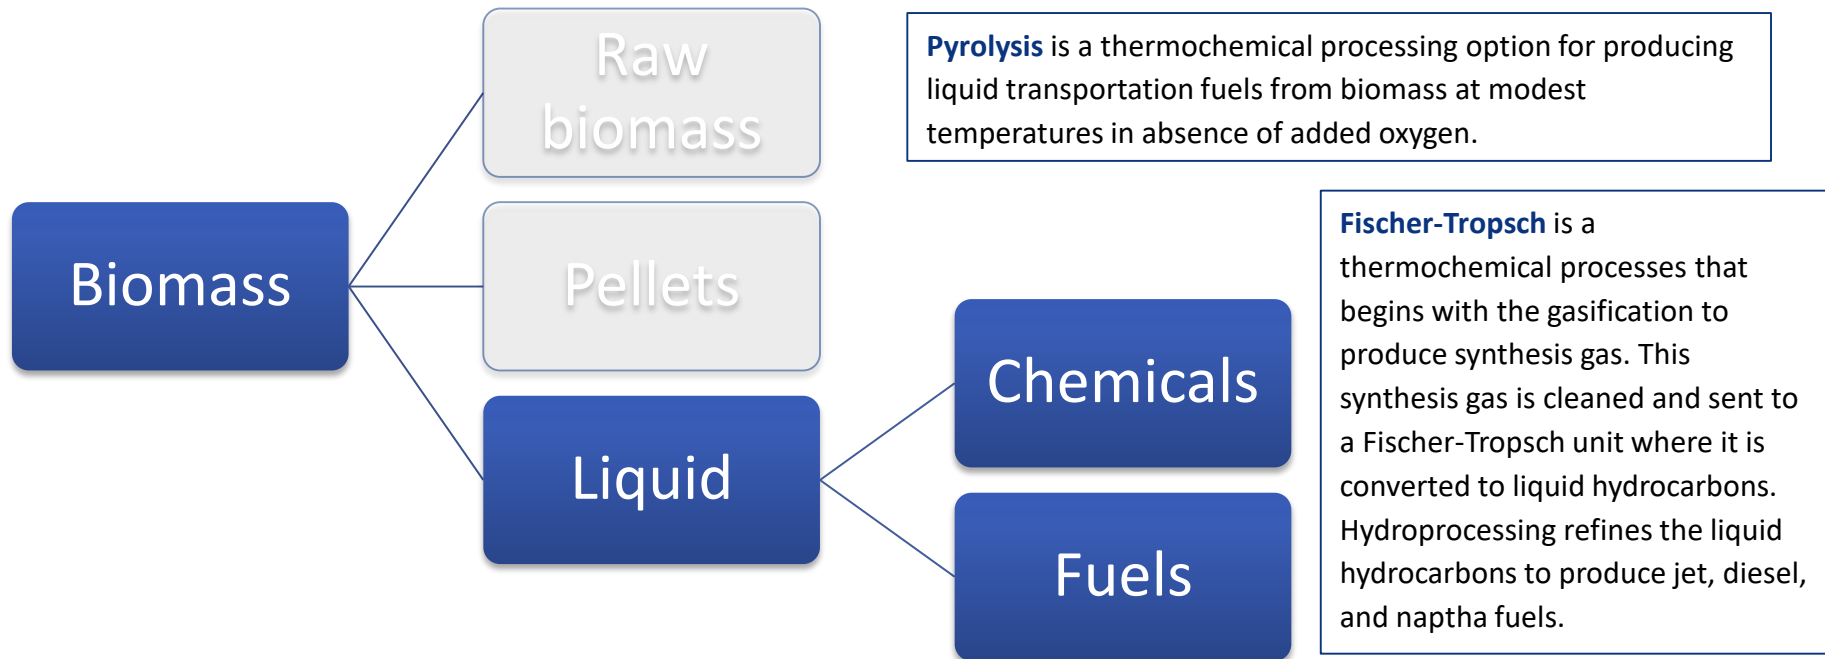 Raw
biomass
Pyrolysis is a thermochemical processing option for producing
liquid transportation fuels from biomass at modest
temperatures in absence of added oxygen.
Biomass
Pellets
Liquid
Chemicals
Fuels
Fischer-Tropsch is a
thermochemical processes that
begins with the gasification to
produce synthesis gas. This
synthesis gas is cleaned and sent to
a Fischer-Tropsch unit where it is
converted to liquid hydrocarbons.
Hydroprocessing refines the liquid
hydrocarbons to produce jet, diesel,
and naptha fuels.